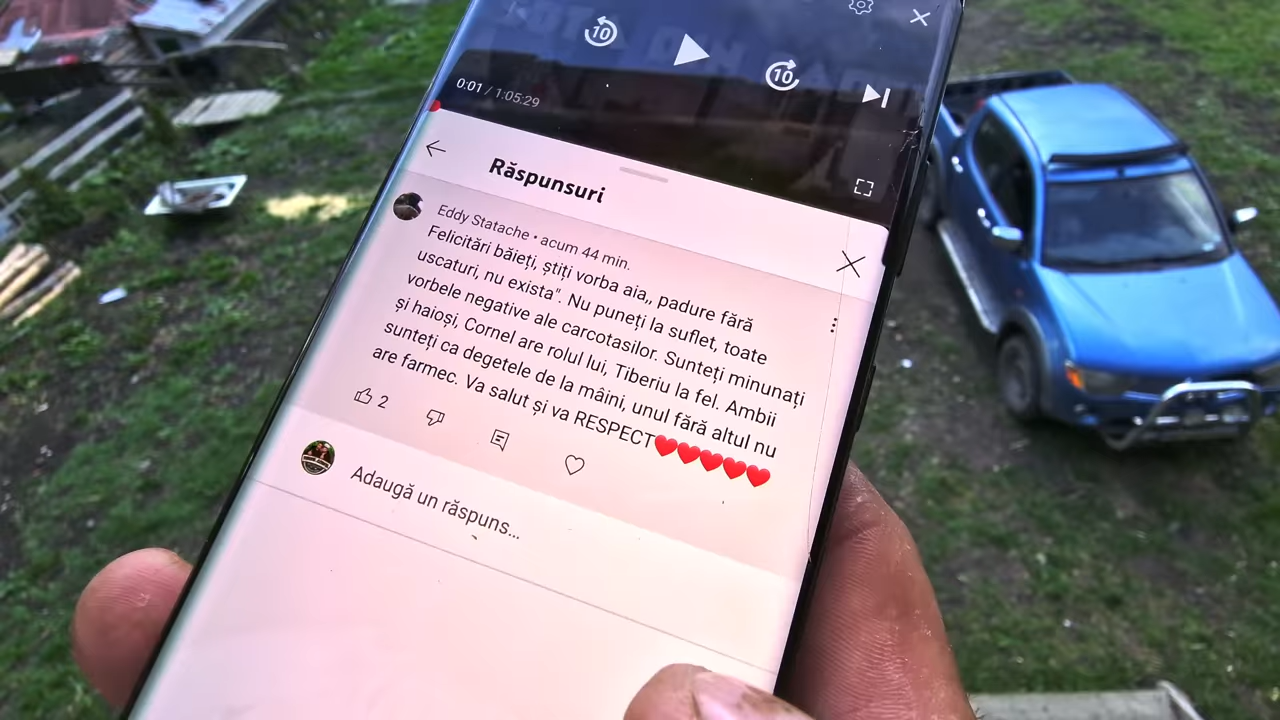 10
10
0:01 / 1:05:29
Răspunsuri
Eddy Statache • acum 44 min.
Felicitări băieți, știți vorba aia,, padure fără
uscaturi, nu exista". Nu puneți la suflet, toate
vorbele negative ale carcotasilor. Sunteți minunați
și haioși, Cornel are rolul lui, Tiberiu la fel. Ambii
sunteți ca degetele de la mâini, unul fără altul nu
are farmec. Va salut și va RESPECT❤️❤️❤️❤️❤️
2
Adaugă un răspuns...